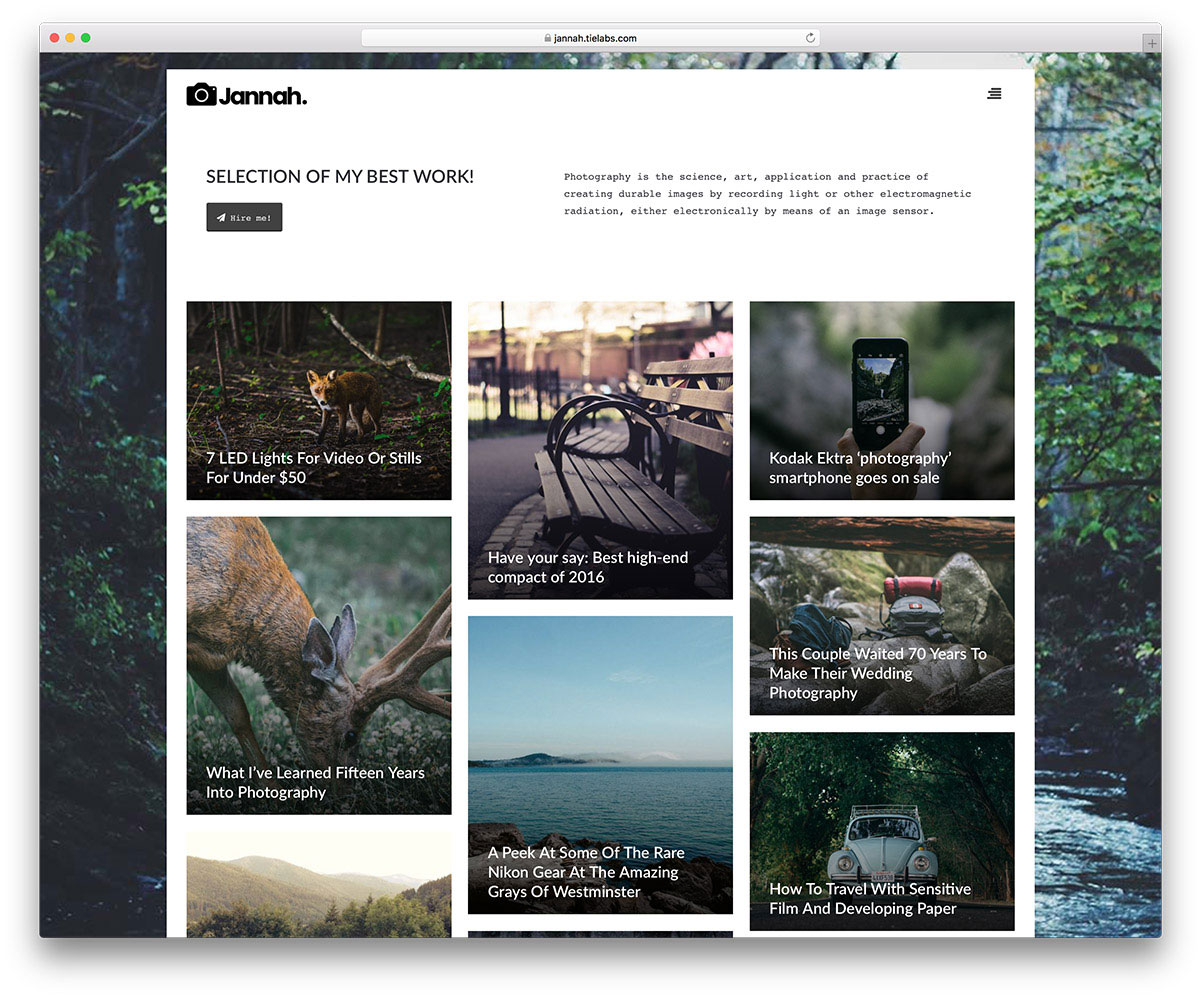 jannah.tielabs.com
Jannah.
SELECTION OF MY BEST WORK!
Hire me!
Photography is the science, art, application and practice of
creating durable images by recording light or other electromagnetic
radiation, either electronically by means of an image sensor.
7 LED Lights For Video Or Stills
For Under $50
Have your say: Best high-end
compact of 2016
Kodak Ektra ‘photography’
smartphone goes on sale
What I’ve Learned Fifteen Years
Into Photography
This Couple Waited 70 Years To
Make Their Wedding
Photography
A Peek At Some Of The Rare
Nikon Gear At The Amazing
Grays Of Westminster
How To Travel With Sensitive
Film And Developing Paper